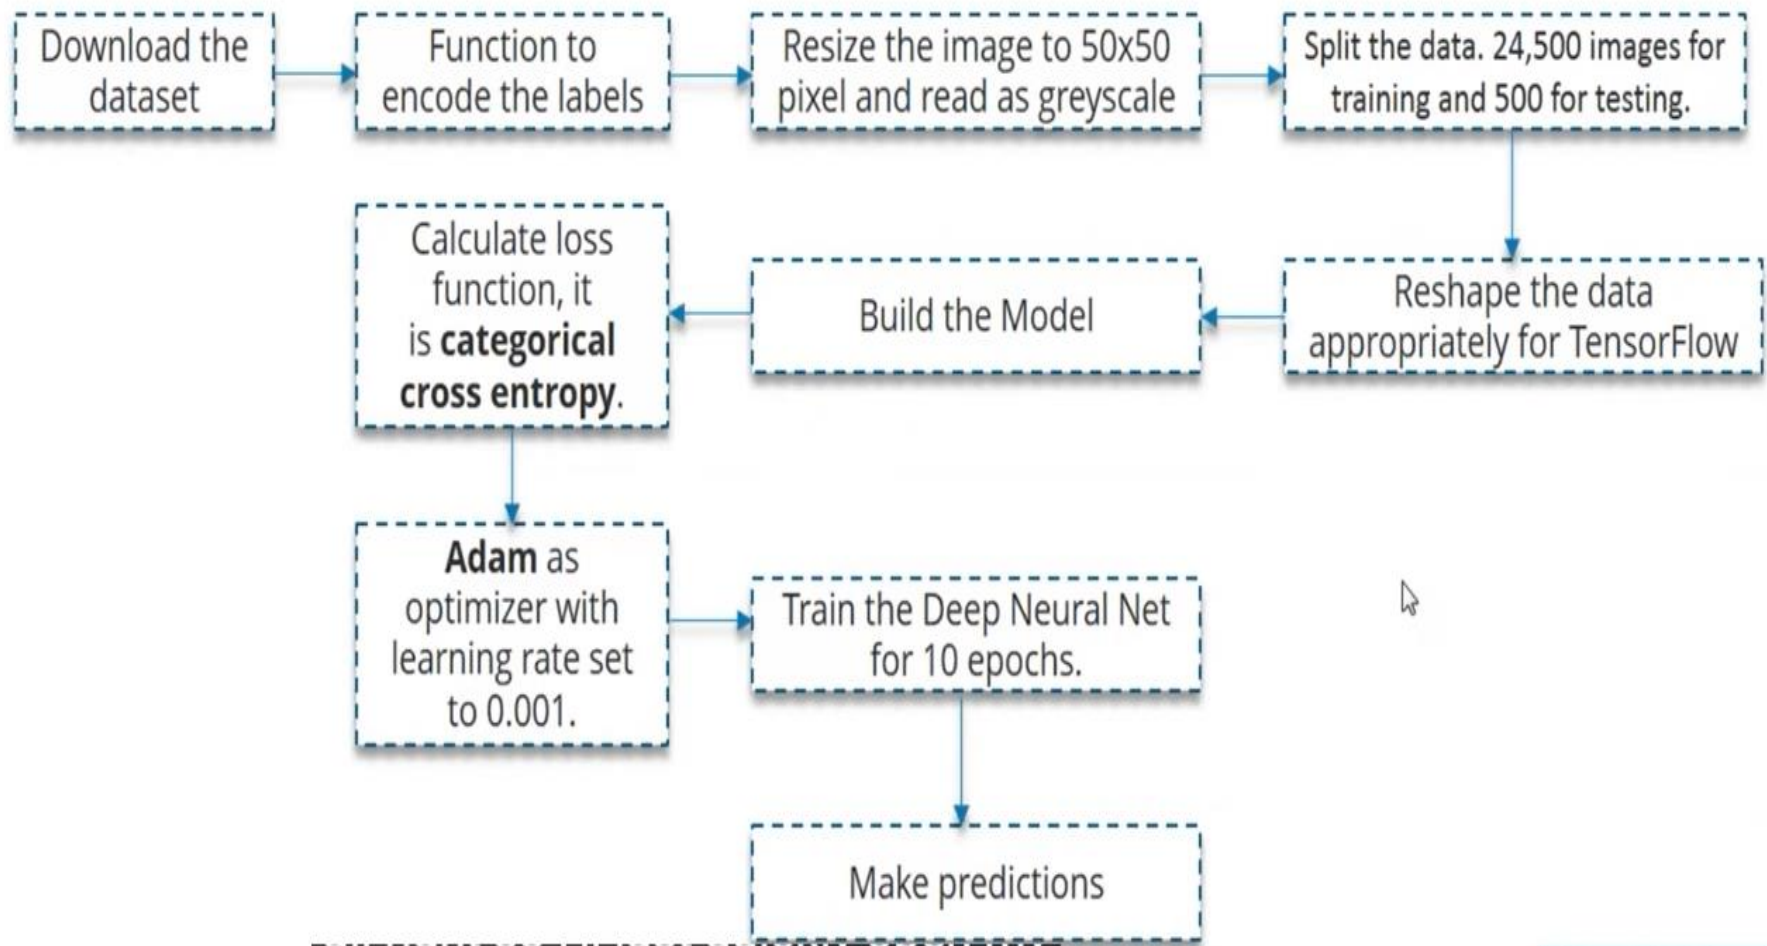 Download the
dataset
Function to
encode the labels
Resize the image to 50x50
pixel and read as greyscale
Split the data. 24,500 images for
training and 500 for testing.
Reshape the data
appropriately for TensorFlow
Build the Model
Calculate loss
function, it
is categorical
cross entropy.
Adam as
optimizer with
learning rate set
to 0.001.
Train the Deep Neural Net
for 10 epochs.
Make predictions